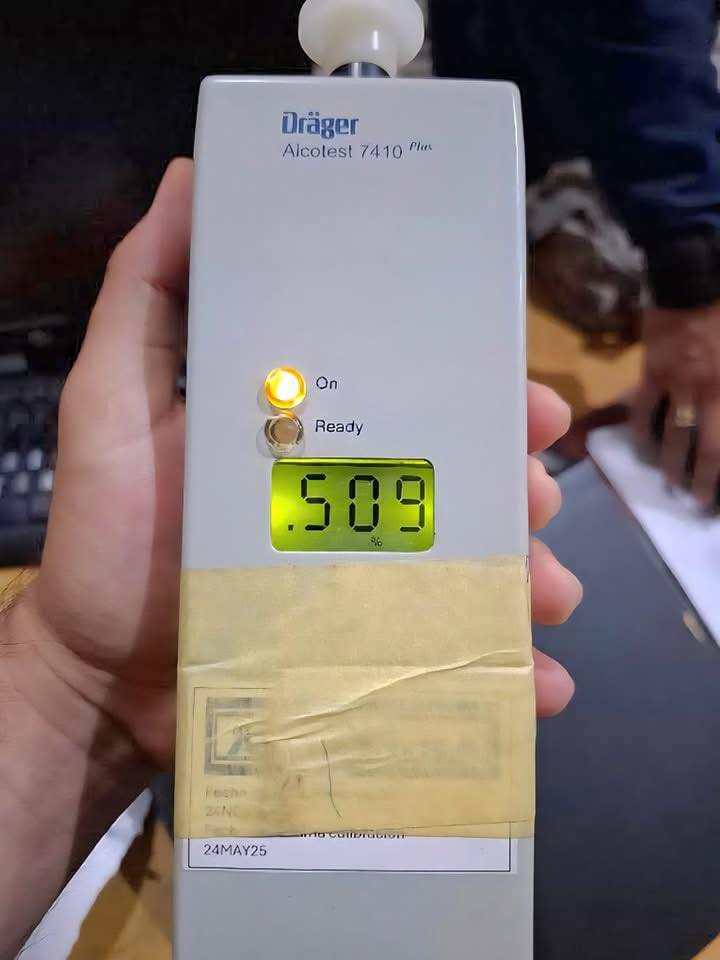 Dräger
Alcotest 7410 Plus
On
Ready
.509
%
24MAY25